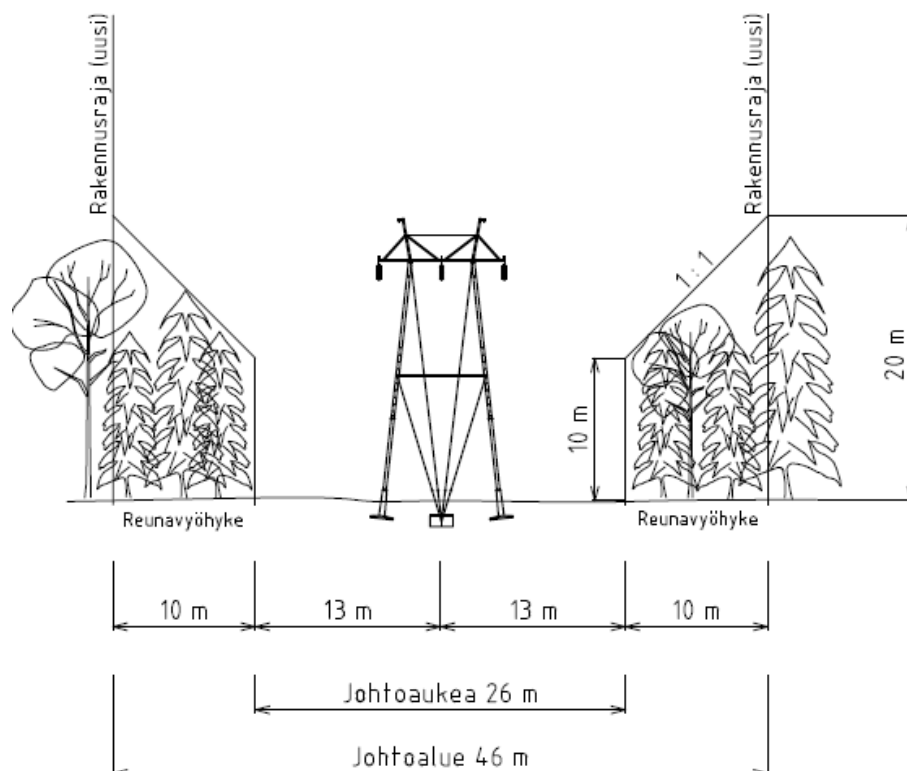 Rakennusraja (uusi)
Rakennusraja (uusi)
1:1
10 m
20 m
Reunavyöhyke
Reunavyöhyke
10 m
13 m
13 m
10 m
Johtoaukea 26 m
Johtoalue 46 m